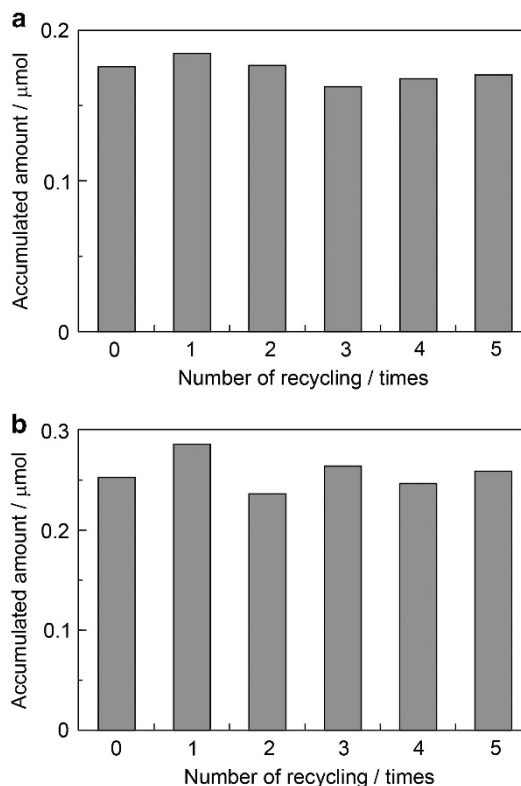 a
0.2
0.1
0
Accumulated amount / μmol
0 1 2 3 4 5
Number of recycling / times
b
0.3
0.2
0.1
0
Accumulated amount / μmol
0 1 2 3 4 5
Number of recycling / times